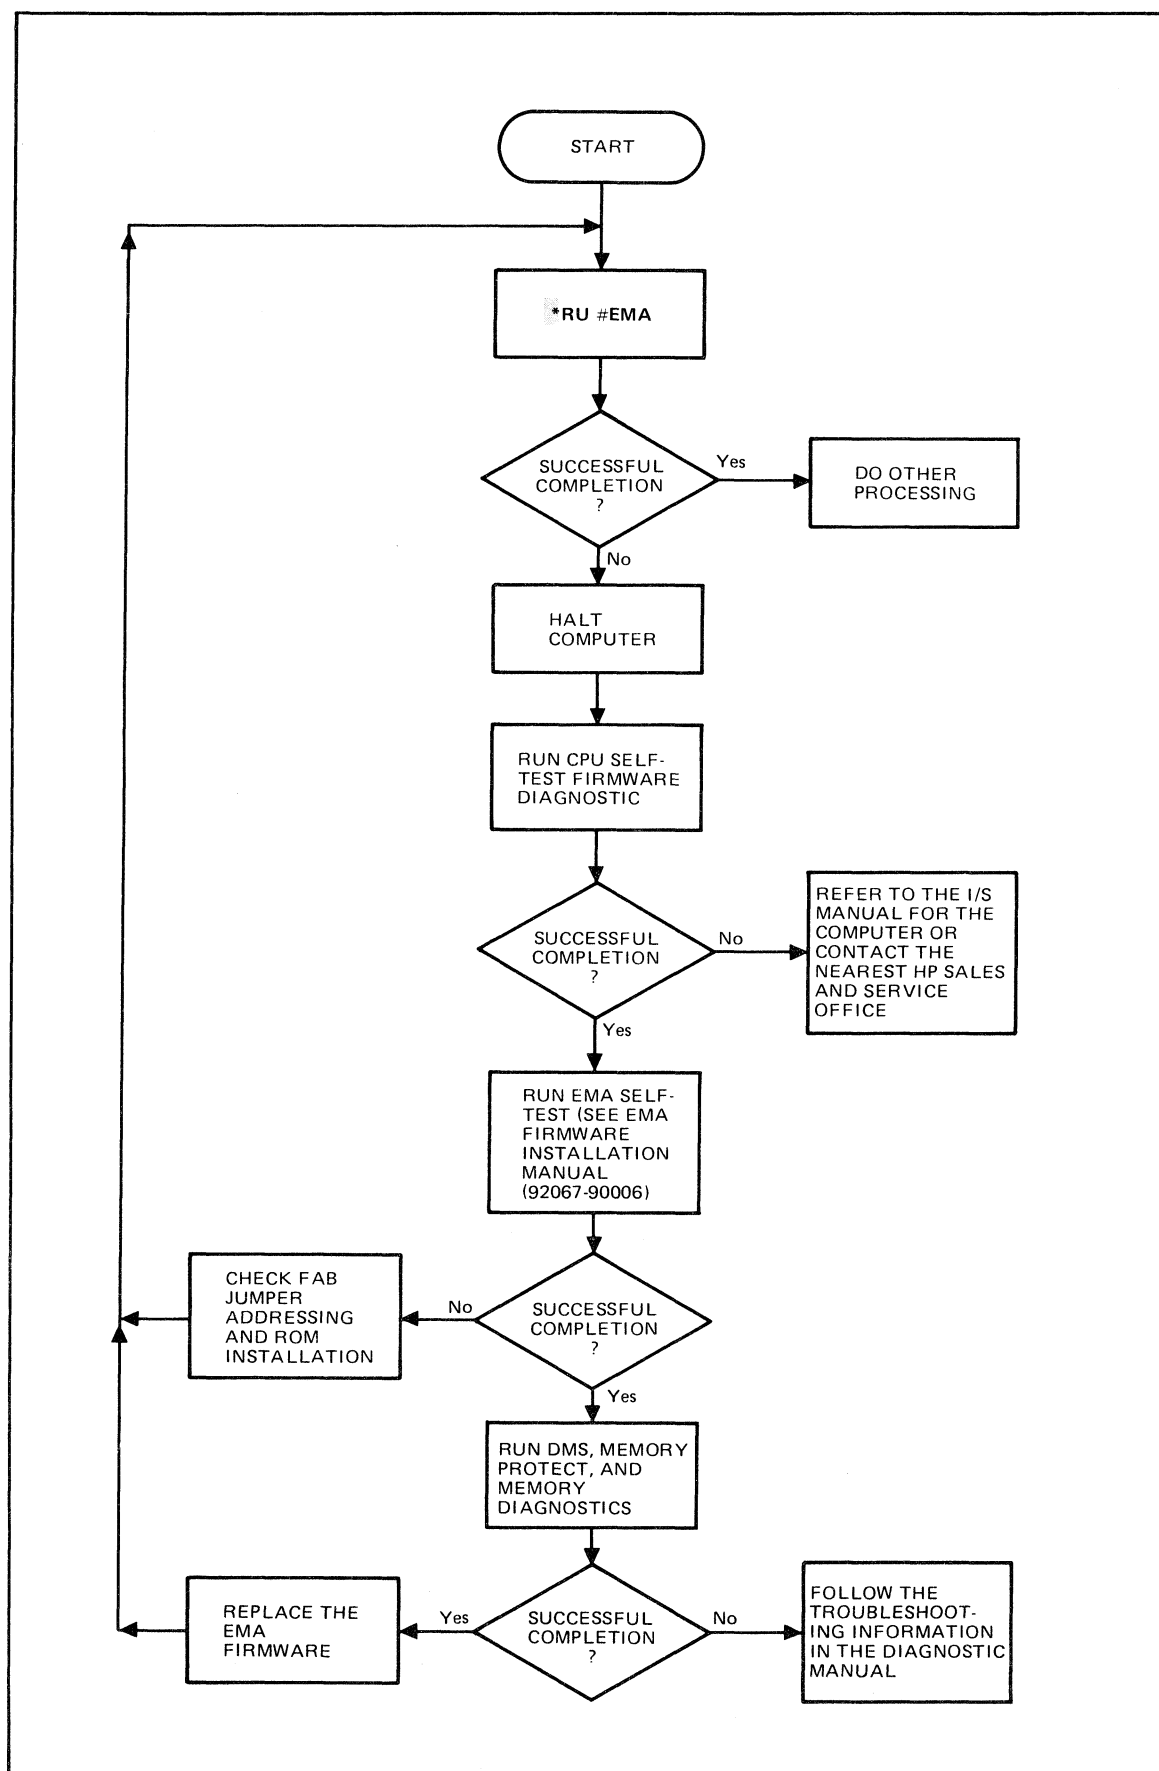 START
*RU #EMA
SUCCESSFUL
COMPLETION
?
Yes
DO OTHER
PROCESSING
No
HALT
COMPUTER
RUN CPU SELF-
TEST FIRMWARE
DIAGNOSTIC
SUCCESSFUL
COMPLETION
?
No
REFER TO THE I/S
MANUAL FOR THE
COMPUTER OR
CONTACT THE
NEAREST HP SALES
AND SERVICE
OFFICE
Yes
RUN EMA SELF-
TEST (SEE EMA
FIRMWARE
INSTALLATION
MANUAL
(92067-90006)
SUCCESSFUL
COMPLETION
?
No
CHECK FAB
JUMPER
ADDRESSING
AND ROM
INSTALLATION
Yes
RUN DMS, MEMORY
PROTECT, AND
MEMORY
DIAGNOSTICS
SUCCESSFUL
COMPLETION
?
Yes
REPLACE THE
EMA
FIRMWARE
No
FOLLOW THE
TROUBLESHOOT-
ING INFORMATION
IN THE DIAGNOSTIC
MANUAL